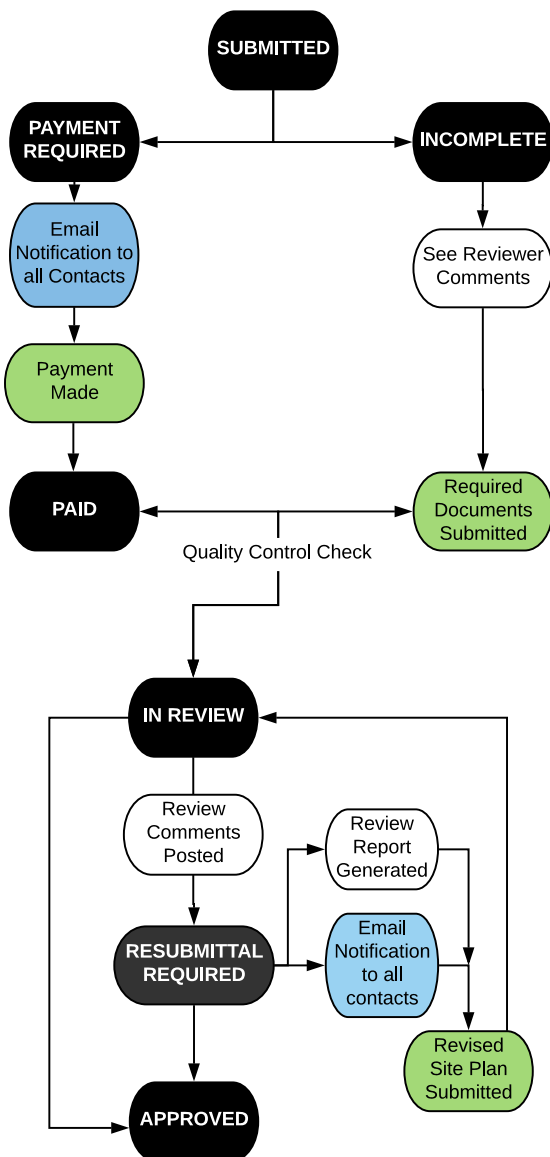 SUBMITTED
PAYMENT
REQUIRED
INCOMPLETE
Email
Notification to
all Contacts
See Reviewer
Comments
Payment
Made
PAID
Required
Documents
Submitted
Quality Control Check
IN REVIEW
Review
Comments
Posted
Review
Report
Generated
RESUBMITTAL
REQUIRED
Email
Notification
to all
contacts
Revised
Site Plan
Submitted
APPROVED